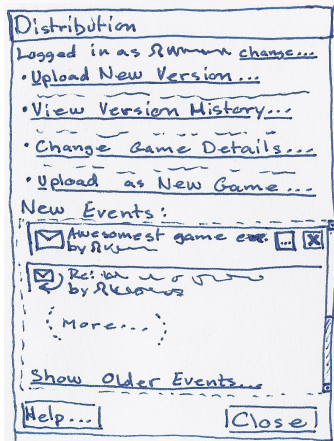 Distribution
Logged in as change...
• Upload New Version...
• View Version History...
• Change Game Details...
• Upload as New Game...
New Events:
Awesomest game ... X
by
Re:
by
(More...)
Show Older Events...
Help... Close